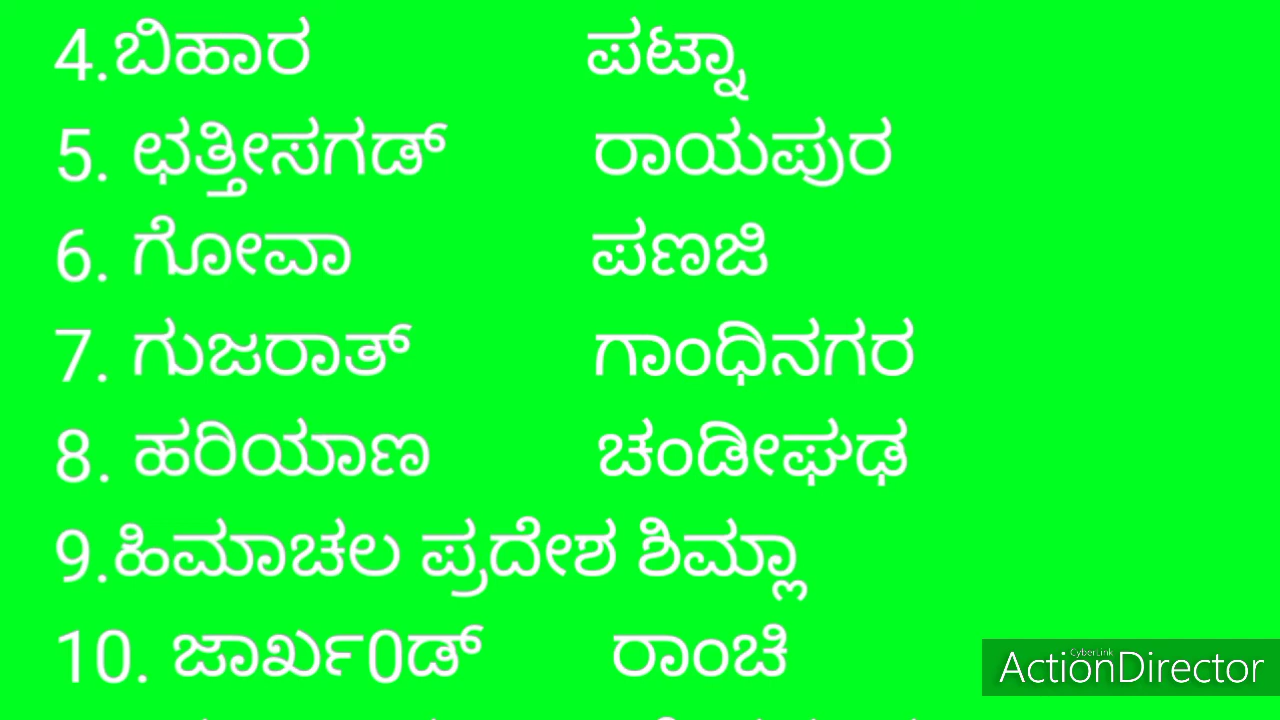 4.ಬಿಹಾರ ಪಟ್ನಾ
5. ಛತ್ತೀಸಗಡ್ ರಾಯಪುರ
6. ಗೋವಾ ಪಣಜಿ
7. ಗುಜರಾತ್ ಗಾಂಧಿನಗರ
8. ಹರಿಯಾಣ ಚಂಡೀಘಢ
9.ಹಿಮಾಚಲ ಪ್ರದೇಶ ಶಿಮ್ಲಾ
10. ಜಾರ್ಖ0ಡ್ ರಾಂಚಿ
CyberLink
ActionDirector